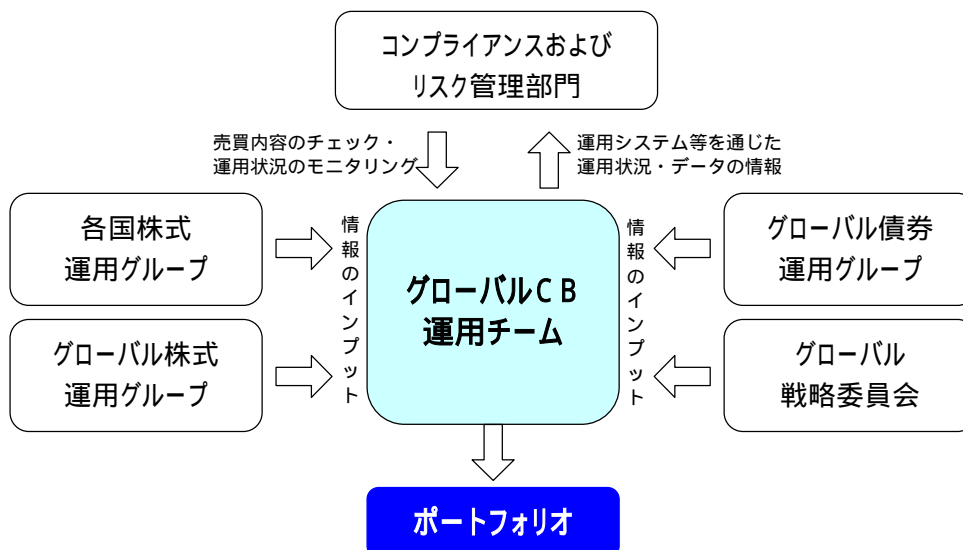 コンプライアンスおよび
リスク管理部門
売買内容のチェック・
運用状況のモニタリング
運用システム等を通じた
運用状況・データの情報
各国株式
運用グループ
情報のインプット
グローバルCB
運用チーム
情報のインプット
グローバル債券
運用グループ
グローバル株式
運用グループ
グローバル
戦略委員会
ポートフォリオ